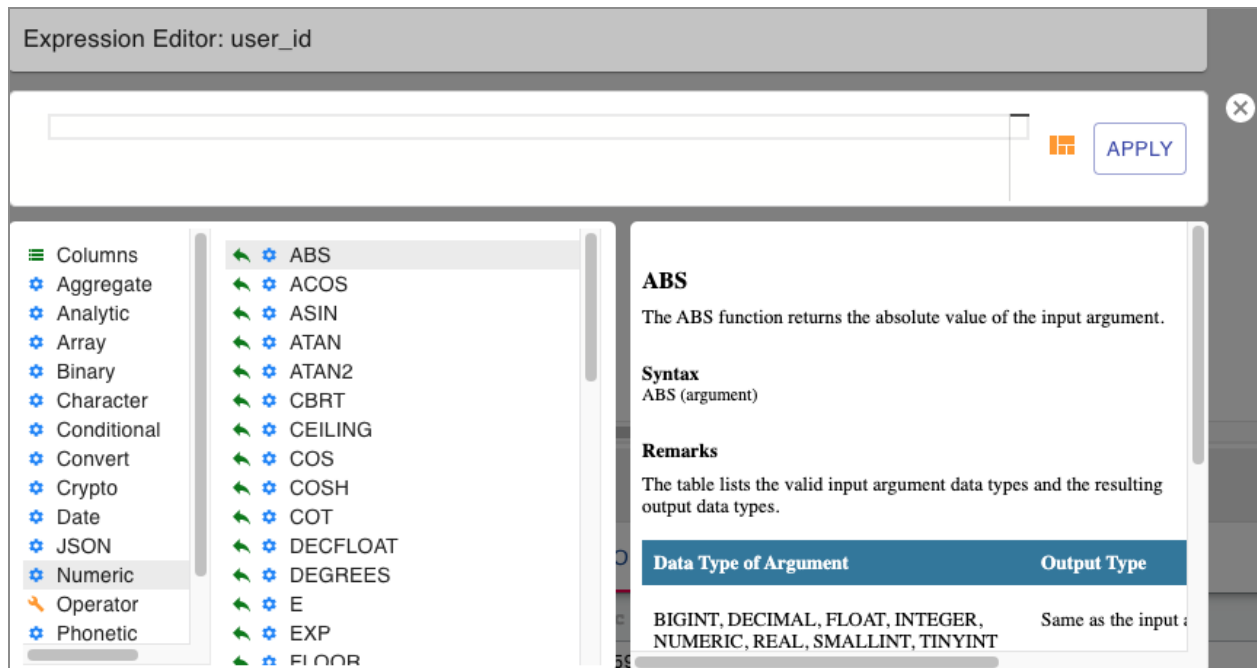 Expression Editor: user_id
APPLY
Columns
Aggregate
Analytic
Array
Binary
Character
Conditional
Convert
Crypto
Date
JSON
Numeric
Operator
Phonetic
ABS
ACOS
ASIN
ATAN
ATAN2
CBRT
CEILING
COS
COSH
COT
DECFLOAT
DEGREES
E
EXP
FLOOR
ABS
The ABS function returns the absolute value of the input argument.
Syntax
ABS (argument)
Remarks
The table lists the valid input argument data types and the resulting
output data types.
Data Type of Argument Output Type
BIGINT, DECIMAL, FLOAT, INTEGER, Same as the input
NUMERIC, REAL, SMALLINT, TINYINT